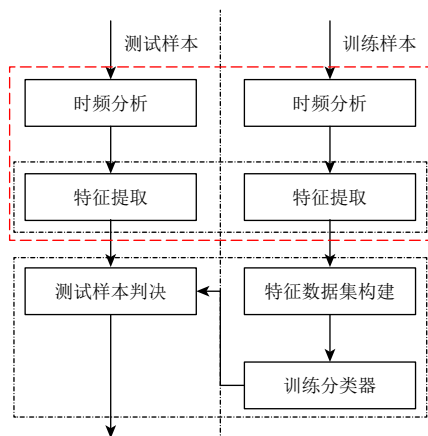 测试样本
训练样本
时频分析
时频分析
特征提取
特征提取
测试样本判决
特征数据集构建
训练分类器